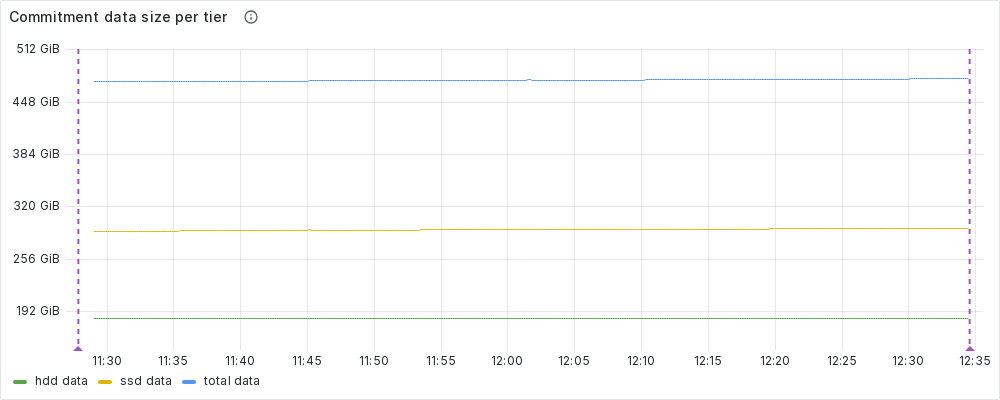 Commitment data size per tier
512 GiB
448 GiB
384 GiB
320 GiB
256 GiB
192 GiB
11:30 11:35 11:40 11:45 11:50 11:55 12:00 12:05 12:10 12:15 12:20 12:25 12:30 12:35
hdd data ssd data total data